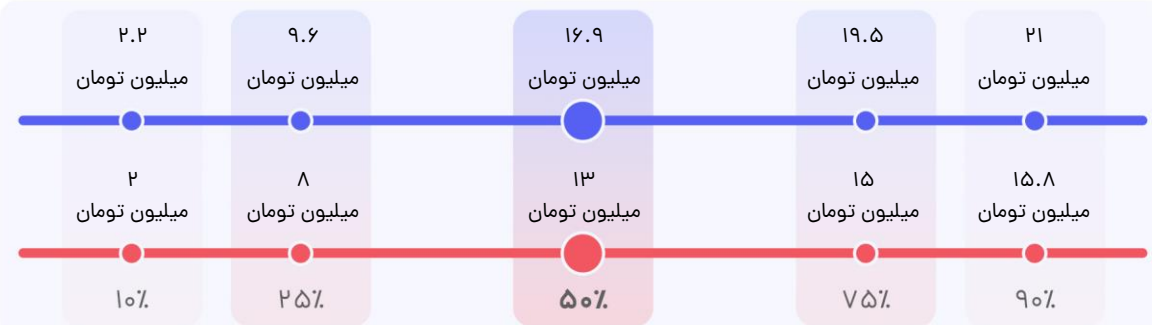 ۲.۲ ۹.۶ ۱۶.۹ ۱۹.۵ ۲۱
میلیون تومان میلیون تومان میلیون تومان میلیون تومان میلیون تومان
۲ ۸ ۱۳ ۱۵ ۱۵.۸
میلیون تومان میلیون تومان میلیون تومان میلیون تومان میلیون تومان
۱۰٪ ۲۵٪ ۵۰٪ ۷۵٪ ۹۰٪